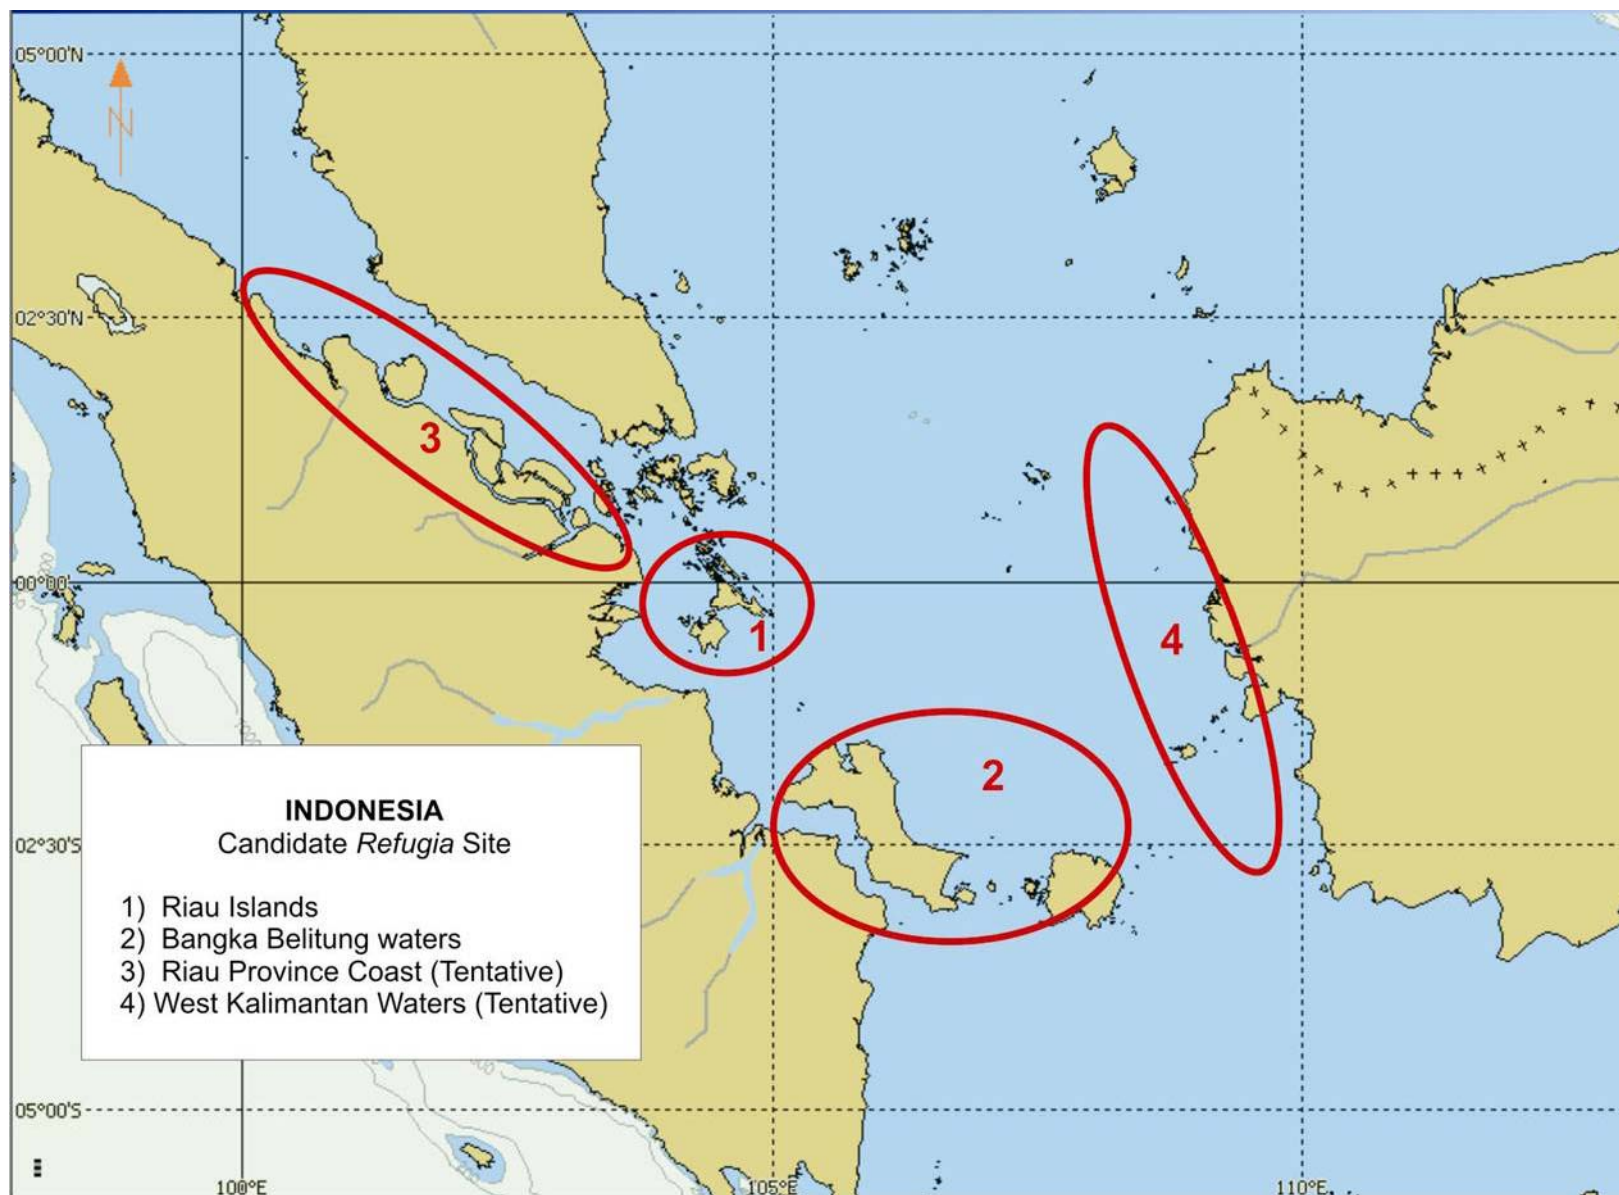 05°00'N
N
02°30'N
3
00°00'
1
4
2
INDONESIA
Candidate Refugia Site
02°30'S
1) Riau Islands
2) Bangka Belitung waters
3) Riau Province Coast (Tentative)
4) West Kalimantan Waters (Tentative)
05°00'S
100°E
105°E
110°E